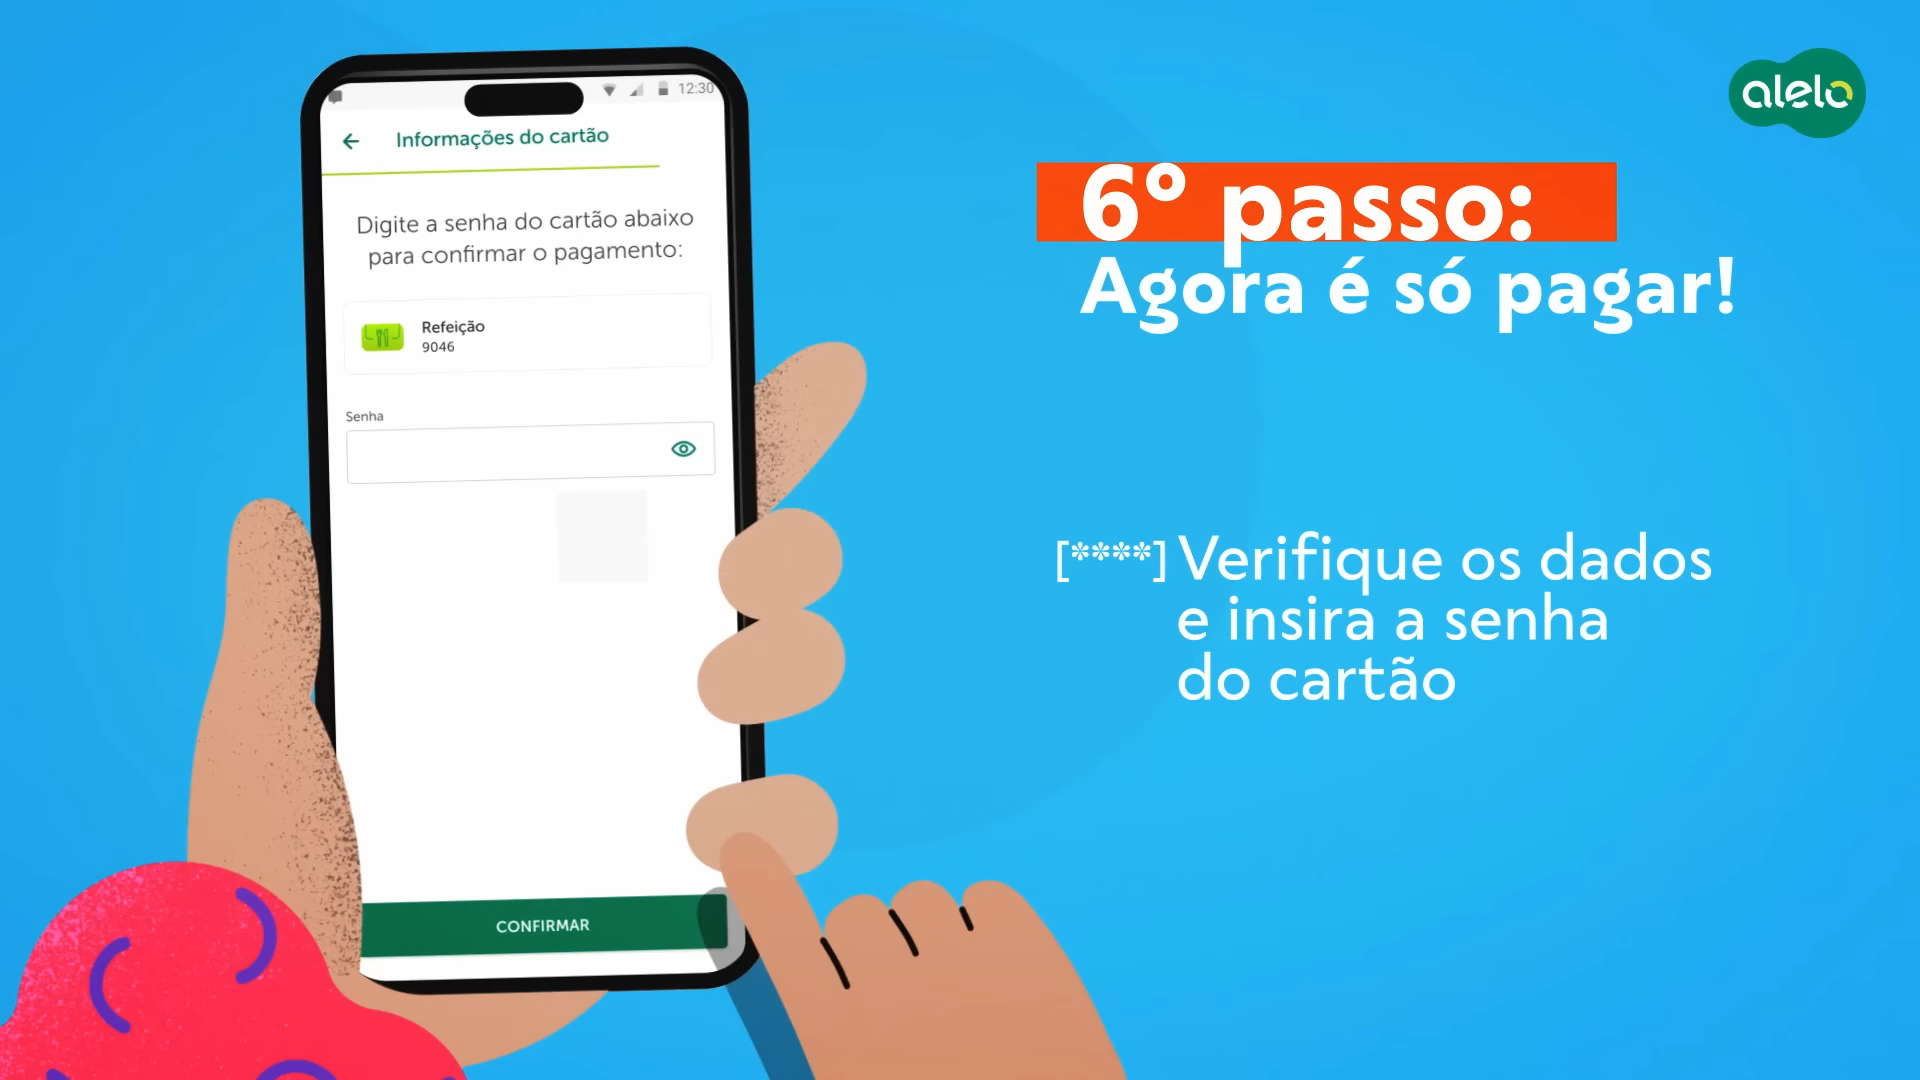 12:30
Informações do cartão
Digite a senha do cartão abaixo
para confirmar o pagamento:
Refeição
9046
Senha
CONFIRMAR
alelo
6º passo:
Agora é só pagar!
[****] Verifique os dados
e insira a senha
do cartão